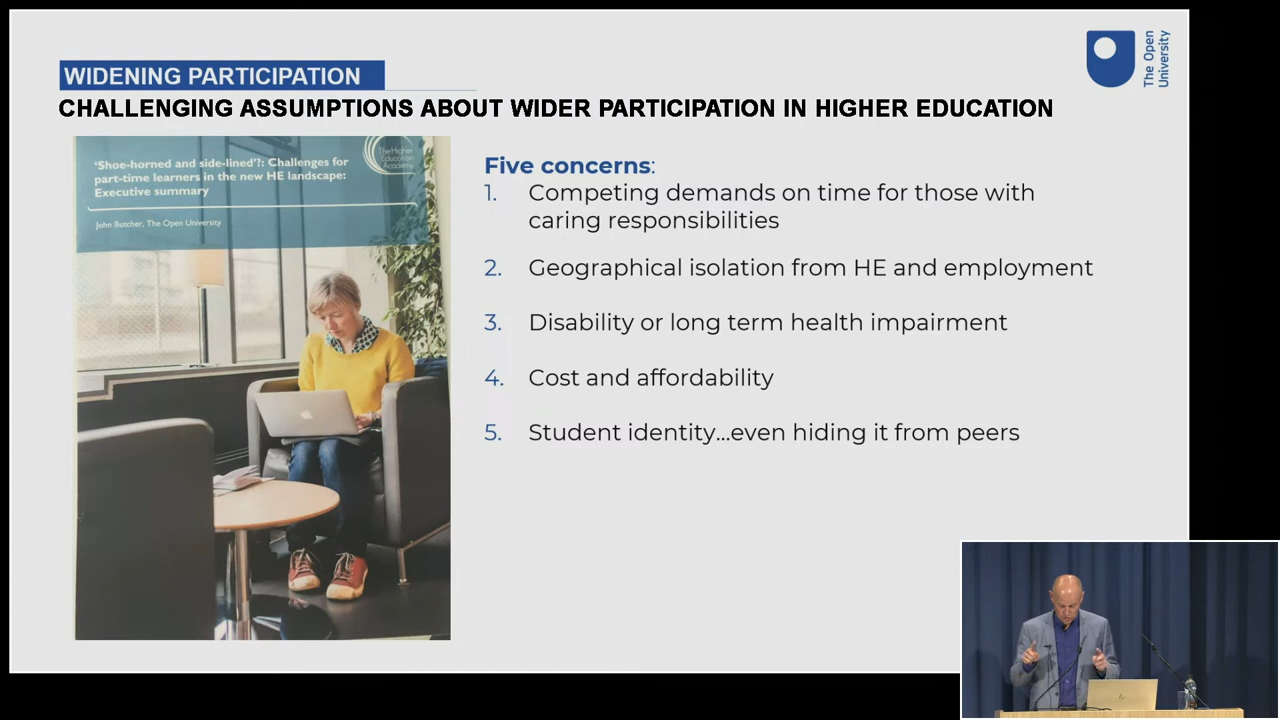 WIDENING PARTICIPATION
CHALLENGING ASSUMPTIONS ABOUT WIDER PARTICIPATION IN HIGHER EDUCATION
The Open
University
'Shoe-horned and side-lined'?: Challenges for
part-time learners in the new HE landscape:
Executive summary
John Butcher, The Open University
The Higher
Education
Academy
Five concerns:
1. Competing demands on time for those with
caring responsibilities
2. Geographical isolation from HE and employment
3. Disability or long term health impairment
4. Cost and affordability
5. Student identity...even hiding it from peers